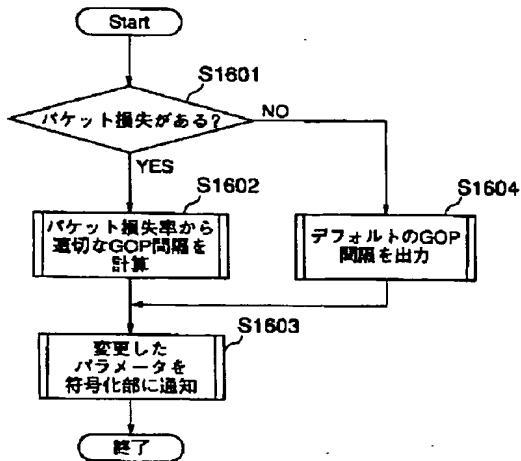 Start
S1601
パケット損失がある?
NO
YES
S1602
パケット損失率から
適切なGOP間隔を
計算
S1604
デフォルトのGOP
間隔を出力
S1603
変更した
パラメータを
符号化部に通知
終了